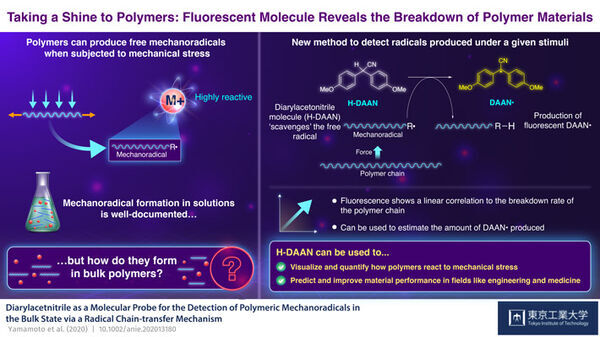 Taking a Shine to Polymers: Fluorescent Molecule Reveals the Breakdown of Polymer Materials
Polymers can produce free mechanoradicals
when subjected to mechanical stress
M+
Highly reactive
R•
Mechanoradical
Mechanoradical formation in solutions
is well-documented…
…but how do they form
in bulk polymers?
?
New method to detect radicals produced under a given stimuli
H CN
MeO OMe
H-DAAN
CN
MeO OMe
DAAN•
Diarylacetonitrile
molecule (H-DAAN)
‘scavenges’ the free
radical
R•
Mechanoradical
R–H
Production of
fluorescent DAAN•
Force
Polymer chain
• Fluorescence shows a linear correlation to the breakdown rate of
the polymer chain
• Can be used to estimate the amount of DAAN• produced
H-DAAN can be used to...
Visualize and quantify how polymers react to mechanical stress
Predict and improve material performance in fields like engineering and medicine
Diarylacetnitrile as a Molecular Probe for the Detection of Polymeric Mechanoradicals in
the Bulk State via a Radical Chain-transfer Mechanism
Yamamoto et al. (2020) | 10.1002/anie.202013180
東京工業大学
Tokyo Institute of Technology